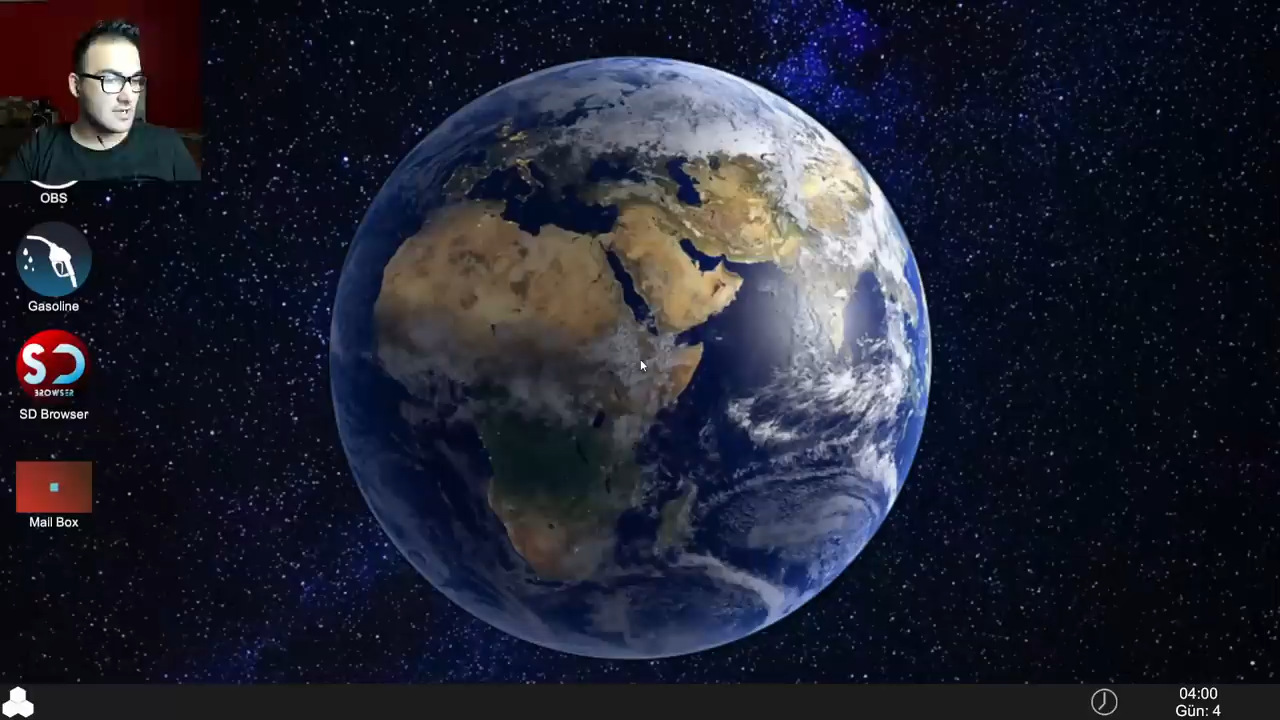 OBS
Gasoline
SD
BROWSER
SD Browser
Mail Box
04:00
Gün: 4